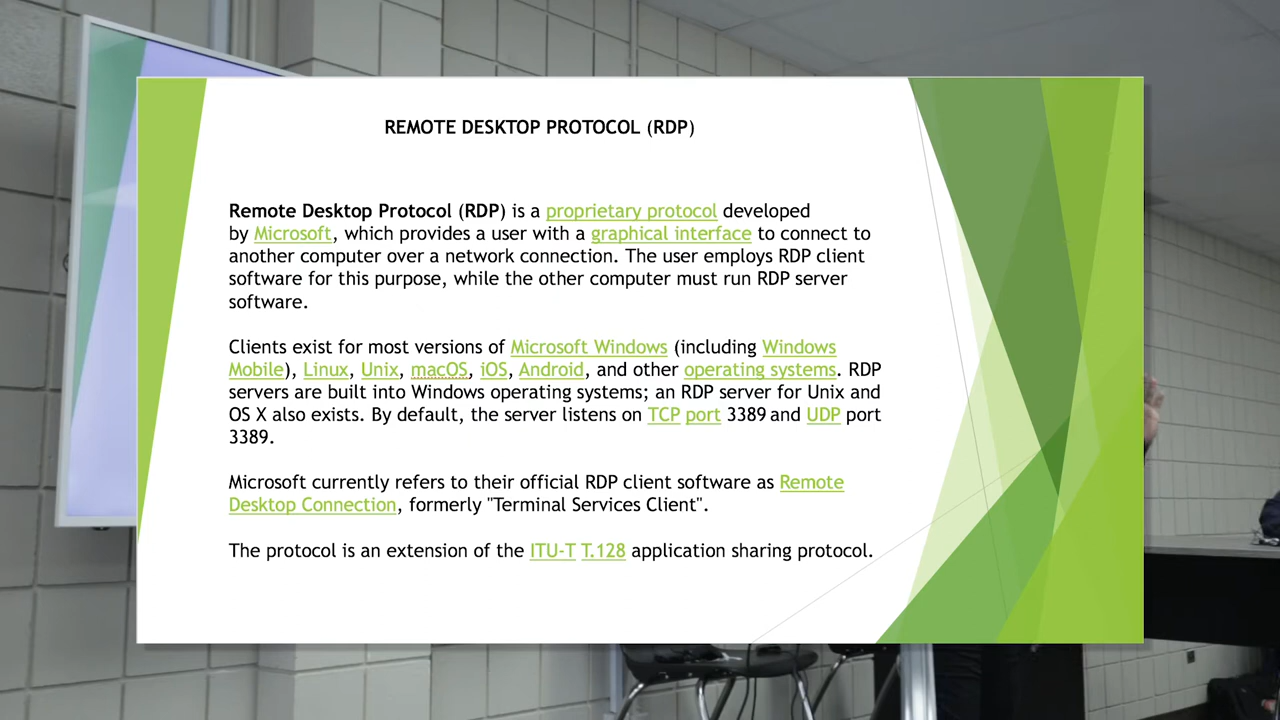 REMOTE DESKTOP PROTOCOL (RDP)
Remote Desktop Protocol (RDP) is a proprietary protocol developed
by Microsoft, which provides a user with a graphical interface to connect to
another computer over a network connection. The user employs RDP client
software for this purpose, while the other computer must run RDP server
software.
Clients exist for most versions of Microsoft Windows (including Windows
Mobile), Linux, Unix, macOS, iOS, Android, and other operating systems. RDP
servers are built into Windows operating systems; an RDP server for Unix and
OS X also exists. By default, the server listens on TCP port 3389 and UDP port
3389.
Microsoft currently refers to their official RDP client software as Remote
Desktop Connection, formerly "Terminal Services Client".
The protocol is an extension of the ITU-T T.128 application sharing protocol.